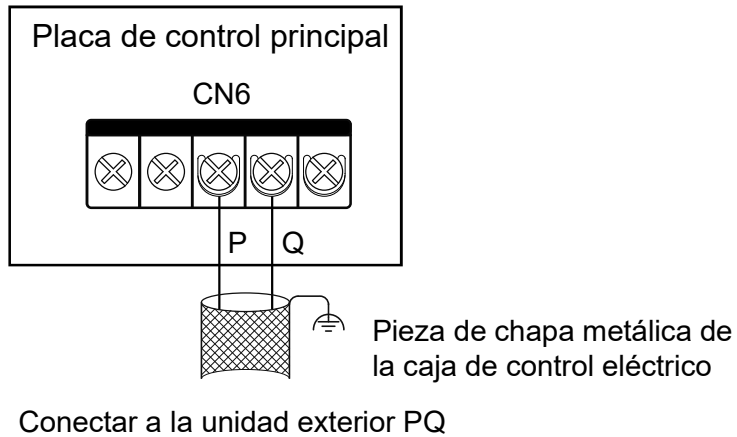 Placa de control principal
CN6
P Q
Pieza de chapa metálica de
la caja de control eléctrico
Conectar a la unidad exterior PQ